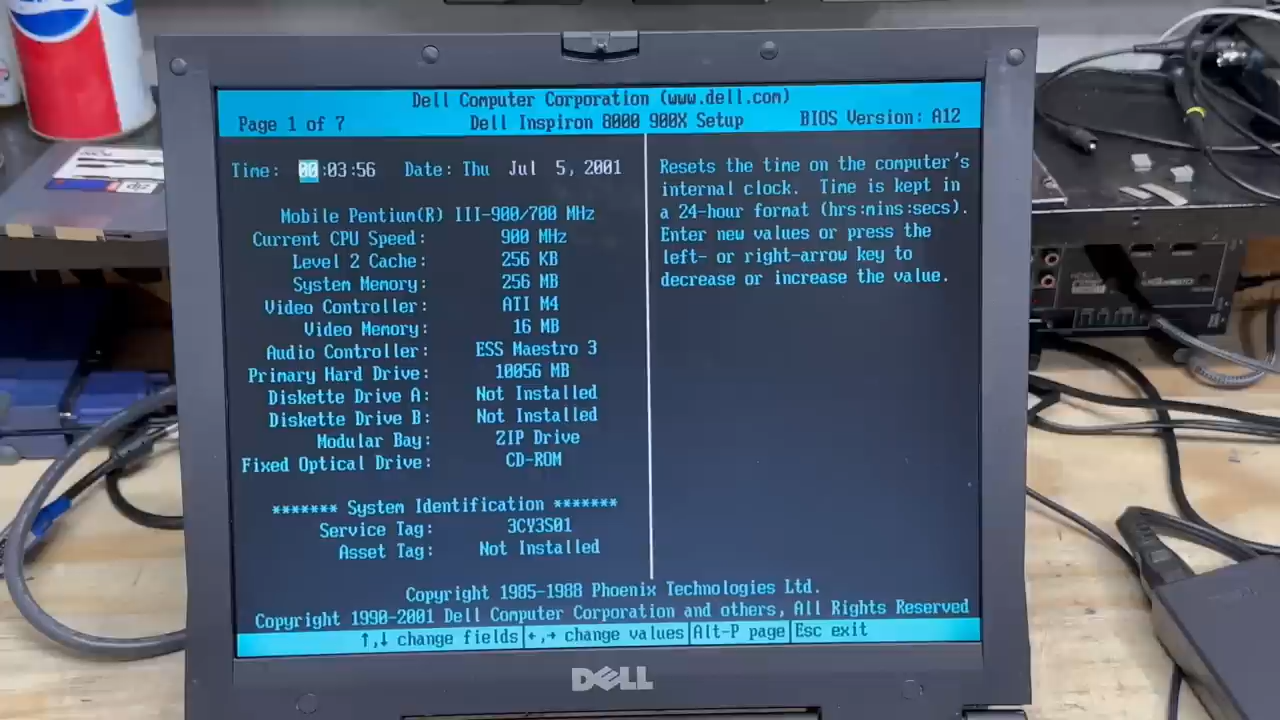 Dell Computer Corporation (www.dell.com)
Page 1 of 7 Dell Inspiron 8000 900X Setup BIOS Version: A12
Time: 00:03:56 Date: Thu Jul 5, 2001
Mobile Pentium(R) III-900/700 MHz
Current CPU Speed: 900 MHz
Level 2 Cache: 256 KB
System Memory: 256 MB
Video Controller: ATI M4
Video Memory: 16 MB
Audio Controller: ESS Maestro 3
Primary Hard Drive: 10056 MB
Diskette Drive A: Not Installed
Diskette Drive B: Not Installed
Modular Bay: ZIP Drive
Fixed Optical Drive: CD-ROM
******* System Identification *******
Service Tag: 3CY3S01
Asset Tag: Not Installed
Resets the time on the computer's
internal clock. Time is kept in
a 24-hour format (hrs:mins:secs).
Enter new values or press the
left- or right-arrow key to
decrease or increase the value.
Copyright 1985-1988 Phoenix Technologies Ltd.
Copyright 1990-2001 Dell Computer Corporation and others, All Rights Reserved
↑,↓ change fields ←,→ change values Alt-P page Esc exit
DELL